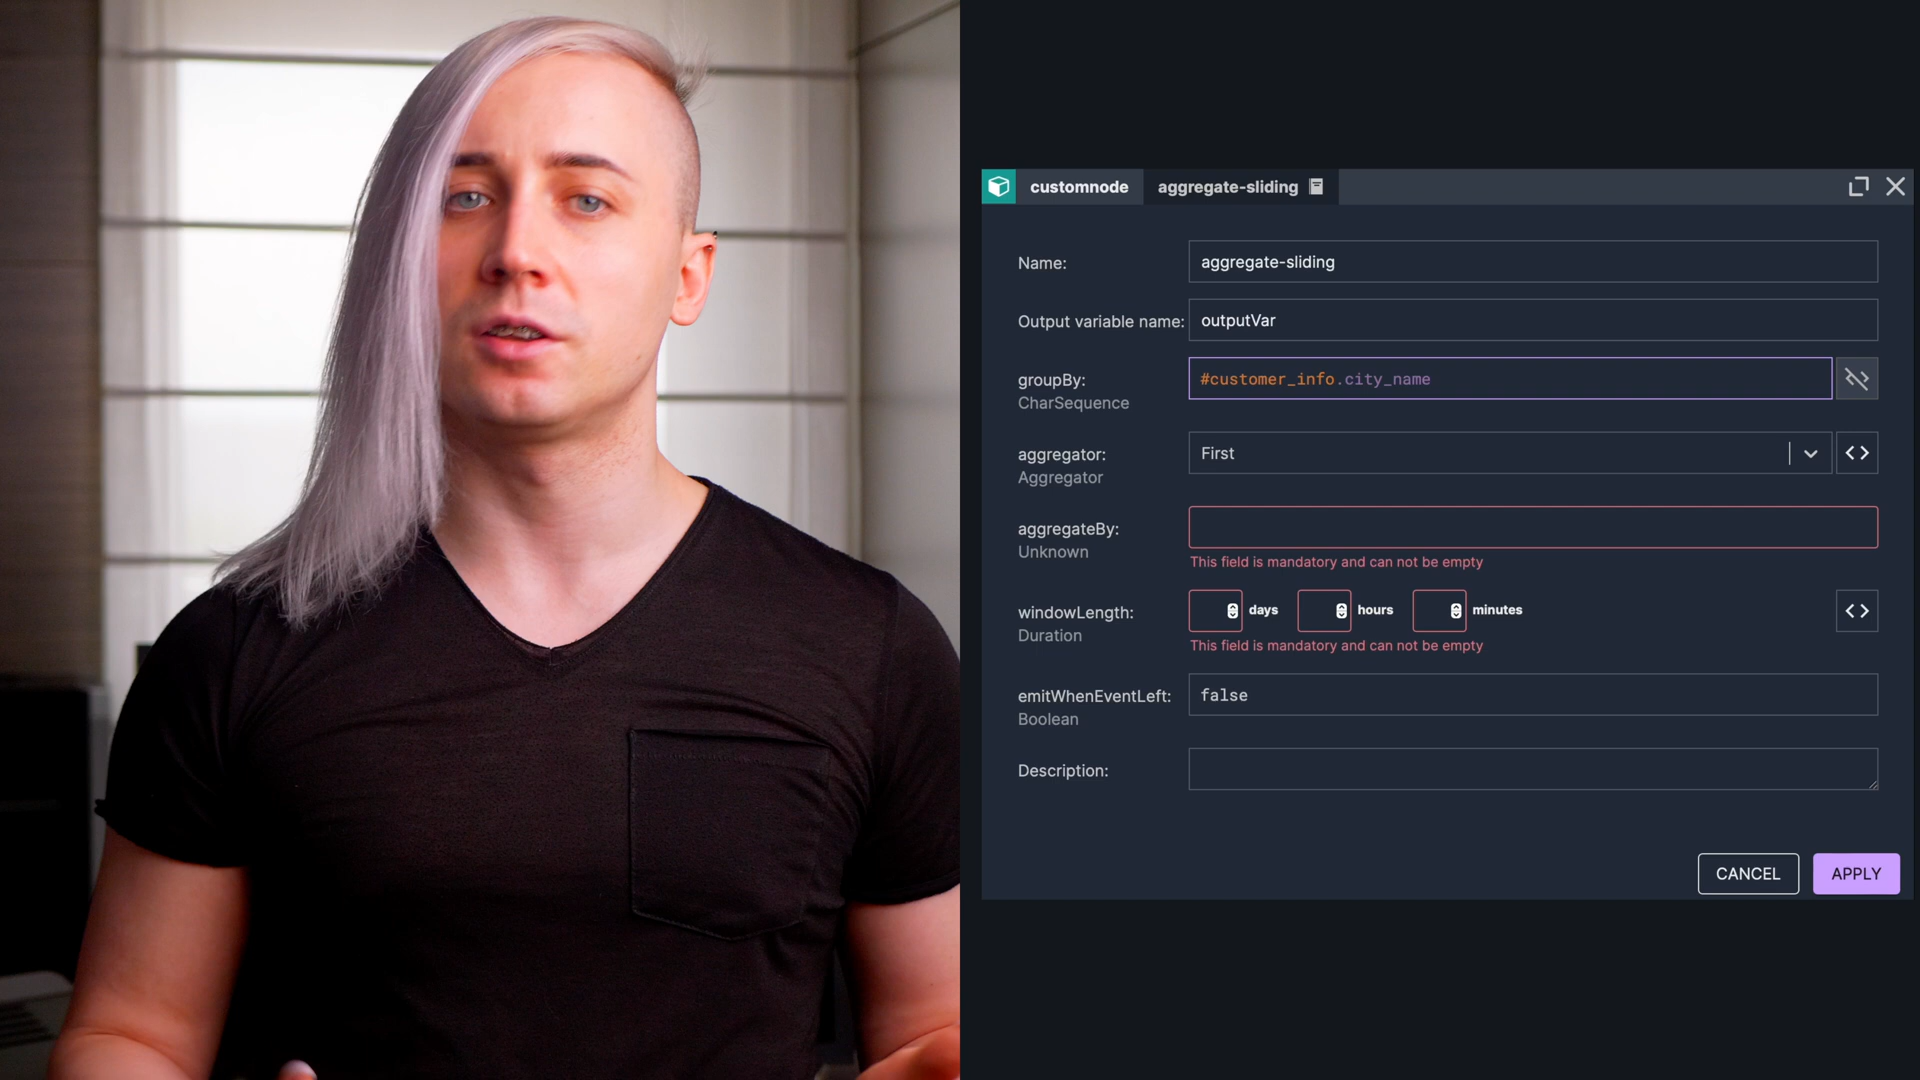 customnode aggregate-sliding
Name: aggregate-sliding
Output variable name: outputVar
groupBy: #customer_info.city_name
CharSequence
aggregator: First
Aggregator
aggregateBy:
Unknown
This field is mandatory and can not be empty
windowLength: days hours minutes
Duration
This field is mandatory and can not be empty
emitWhenEventLeft: false
Boolean
Description:
CANCEL APPLY